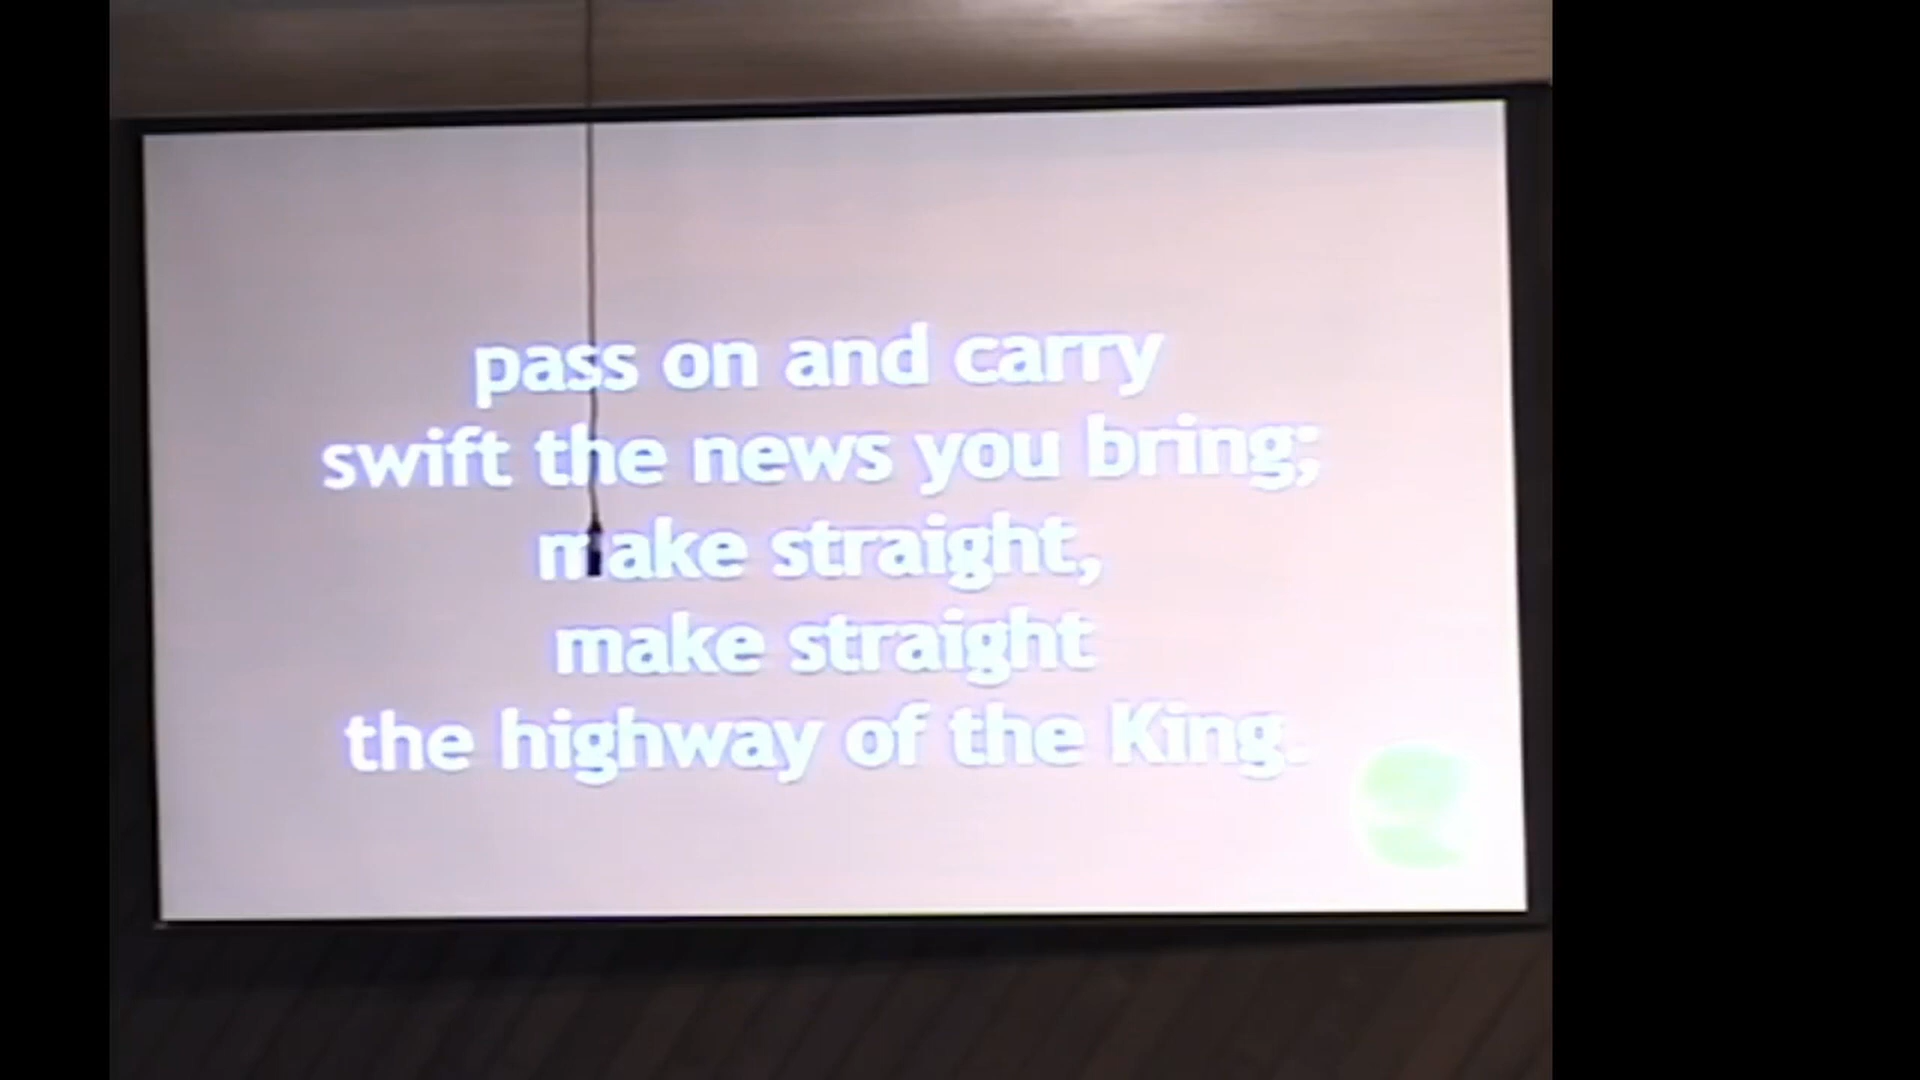 pass on and carry
swift the news you bring;
make straight,
make straight
the highway of the King.